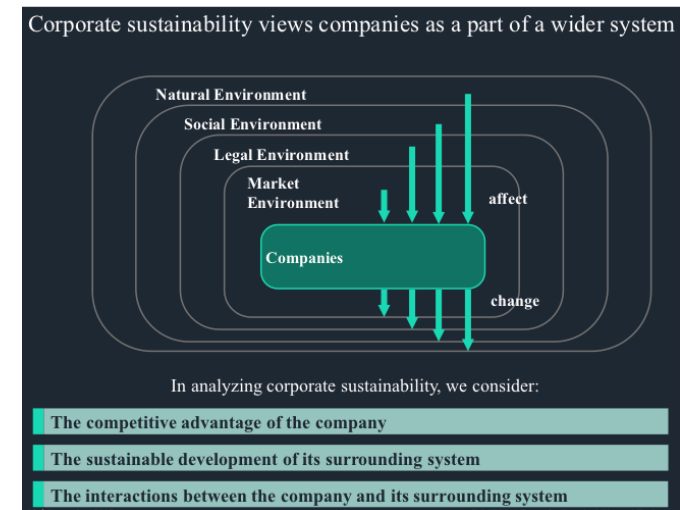 Corporate sustainability views companies as a part of a wider system
Natural Environment
Social Environment
Legal Environment
Market
Environment
affect
Companies
change
In analyzing corporate sustainability, we consider:
The competitive advantage of the company
The sustainable development of its surrounding system
The interactions between the company and its surrounding system